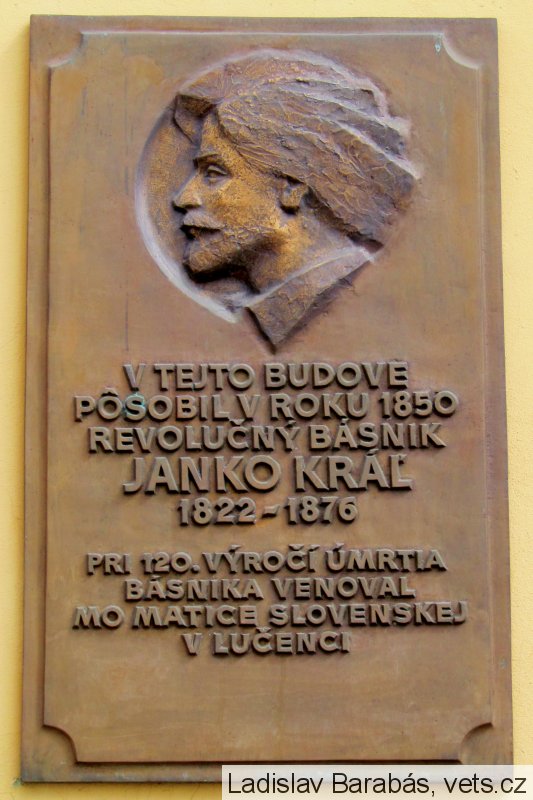 V TEJTO BUDOVE
PÔSOBIL V ROKU 1850
REVOLUČNÝ BÁSNIK
JANKO KRÁĽ
1822 - 1876
PRI 120. VÝROČÍ ÚMRTIA
BÁSNIKA VENOVAL
MO MATICE SLOVENSKEJ
V LUČENCI
Ladislav Barabás, vets.cz